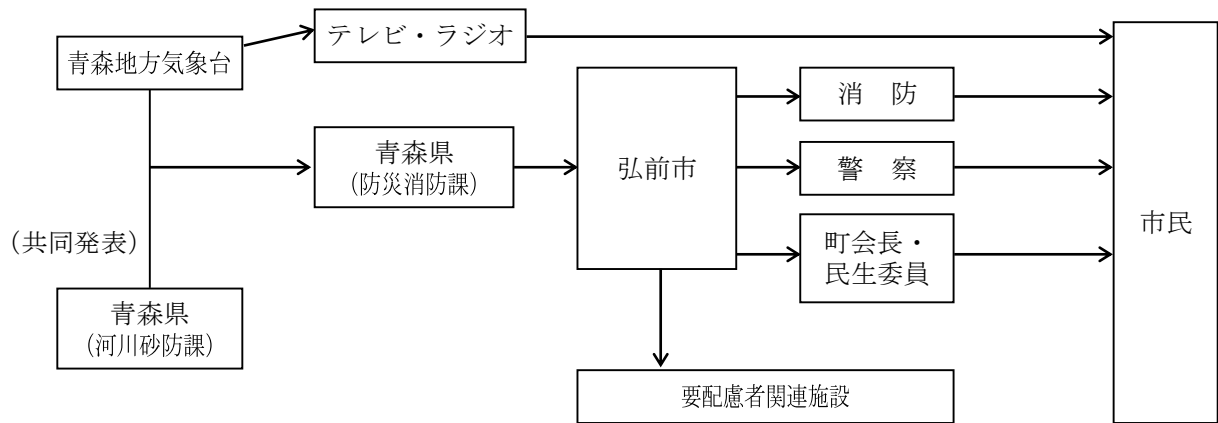 テレビ・ラジオ
青森地方気象台
消　防
青森県
(防災消防課)
弘前市
警　察
市民
(共同発表)
町会長・
民生委員
青森県
(河川砂防課)
要配慮者関連施設